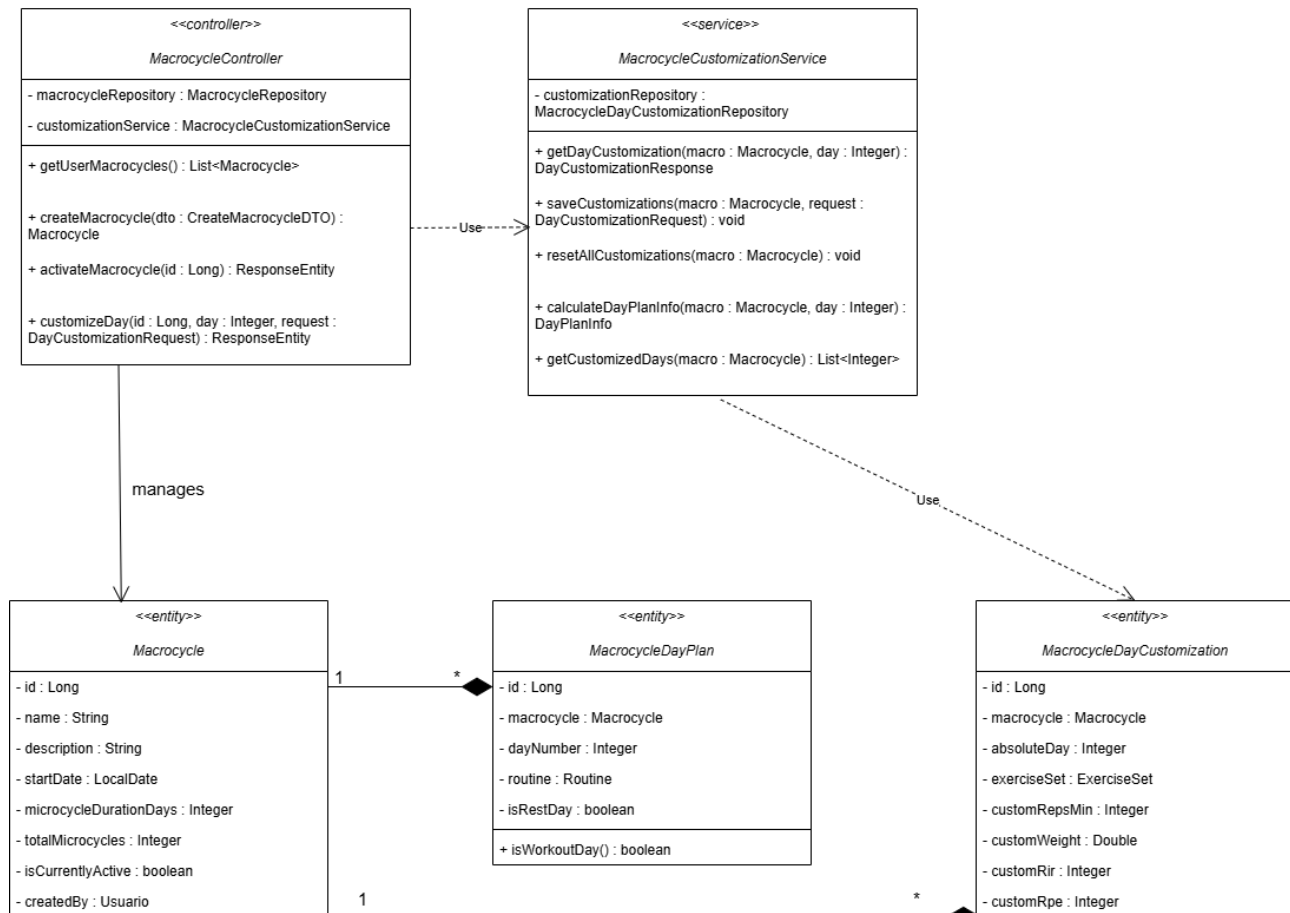 <<controller>>
MacrocycleController
- macrocycleRepository : MacrocycleRepository
- customizationService : MacrocycleCustomizationService
+ getUserMacrocycles() : List<Macrocycle>
+ createMacrocycle(dto : CreateMacrocycleDTO) :
Macrocycle
+ activateMacrocycle(id : Long) : ResponseEntity
+ customizeDay(id : Long, day : Integer, request :
DayCustomizationRequest) : ResponseEntity
Use
<<service>>
MacrocycleCustomizationService
- customizationRepository :
MacrocycleDayCustomizationRepository
+ getDayCustomization(macro : Macrocycle, day : Integer) :
DayCustomizationResponse
+ saveCustomizations(macro : Macrocycle, request :
DayCustomizationRequest) : void
+ resetAllCustomizations(macro : Macrocycle) : void
+ calculateDayPlanInfo(macro : Macrocycle, day : Integer) :
DayPlanInfo
+ getCustomizedDays(macro : Macrocycle) : List<Integer>
manages
Use
<<entity>>
Macrocycle
- id : Long
- name : String
- description : String
- startDate : LocalDate
- microcycleDurationDays : Integer
- totalMicrocycles : Integer
- isCurrentlyActive : boolean
- createdBy : Usuario
1
*
<<entity>>
MacrocycleDayPlan
- id : Long
- macrocycle : Macrocycle
- dayNumber : Integer
- routine : Routine
- isRestDay : boolean
+ isWorkoutDay() : boolean
1
*
<<entity>>
MacrocycleDayCustomization
- id : Long
- macrocycle : Macrocycle
- absoluteDay : Integer
- exerciseSet : ExerciseSet
- customRepsMin : Integer
- customWeight : Double
- customRir : Integer
- customRpe : Integer